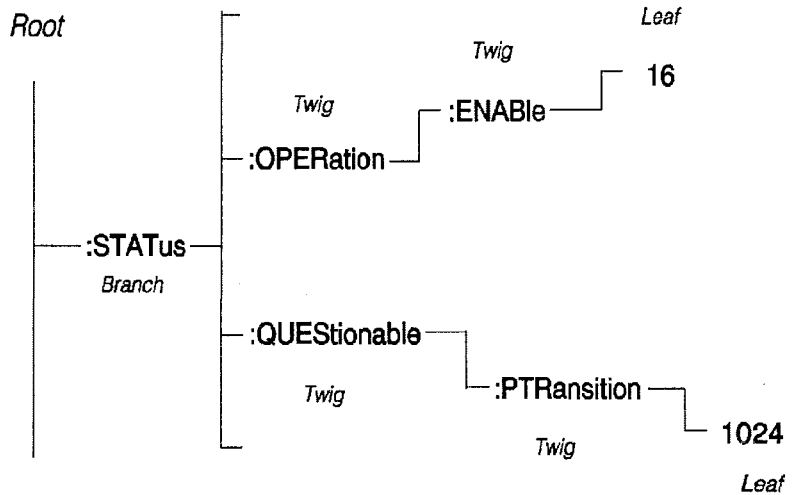 Root
Leaf
Twig
16
Twig
:ENABle
:OPERation
:STATus
Branch
:QUEStionable
Twig
:PTRansition
Twig
1024
Leaf